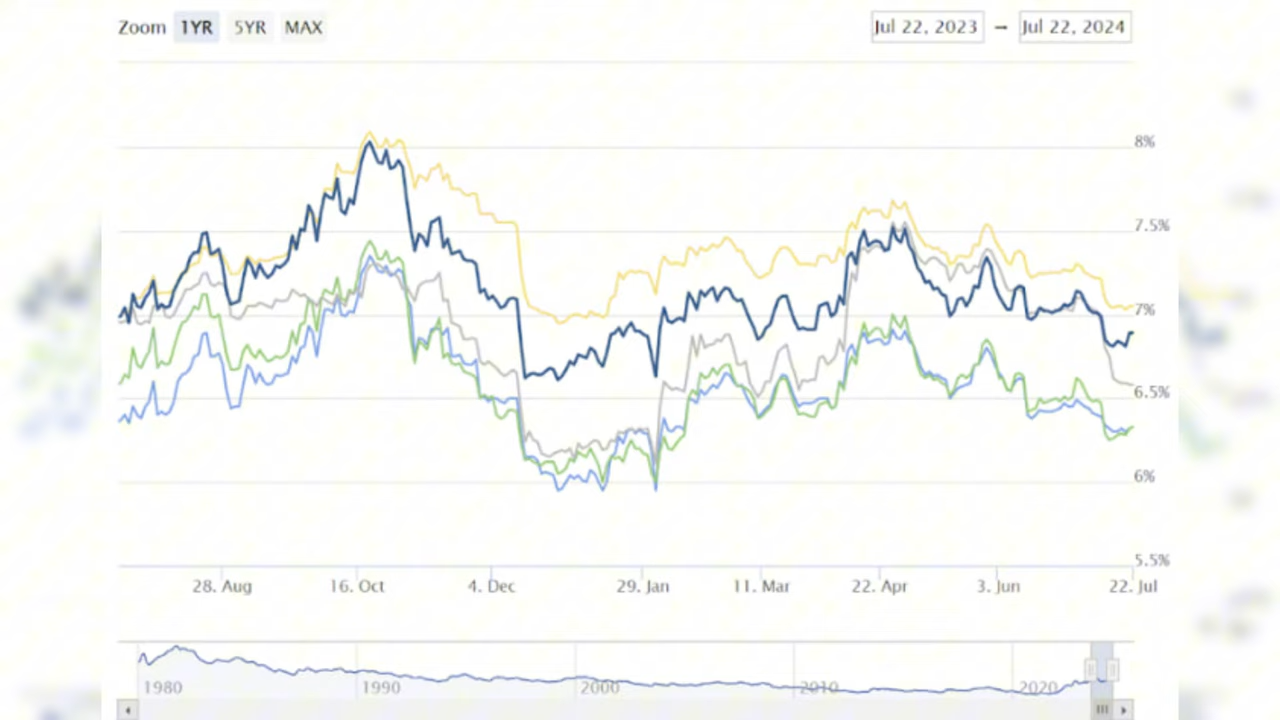 Zoom 1YR 5YR MAX Jul 22, 2023 – Jul 22, 2024
8%
7.5%
7%
6.5%
6%
5.5%
28. Aug 16. Oct 4. Dec 29. Jan 11. Mar 22. Apr 3. Jun 22. Jul
1980 1990 2000 2010 2020